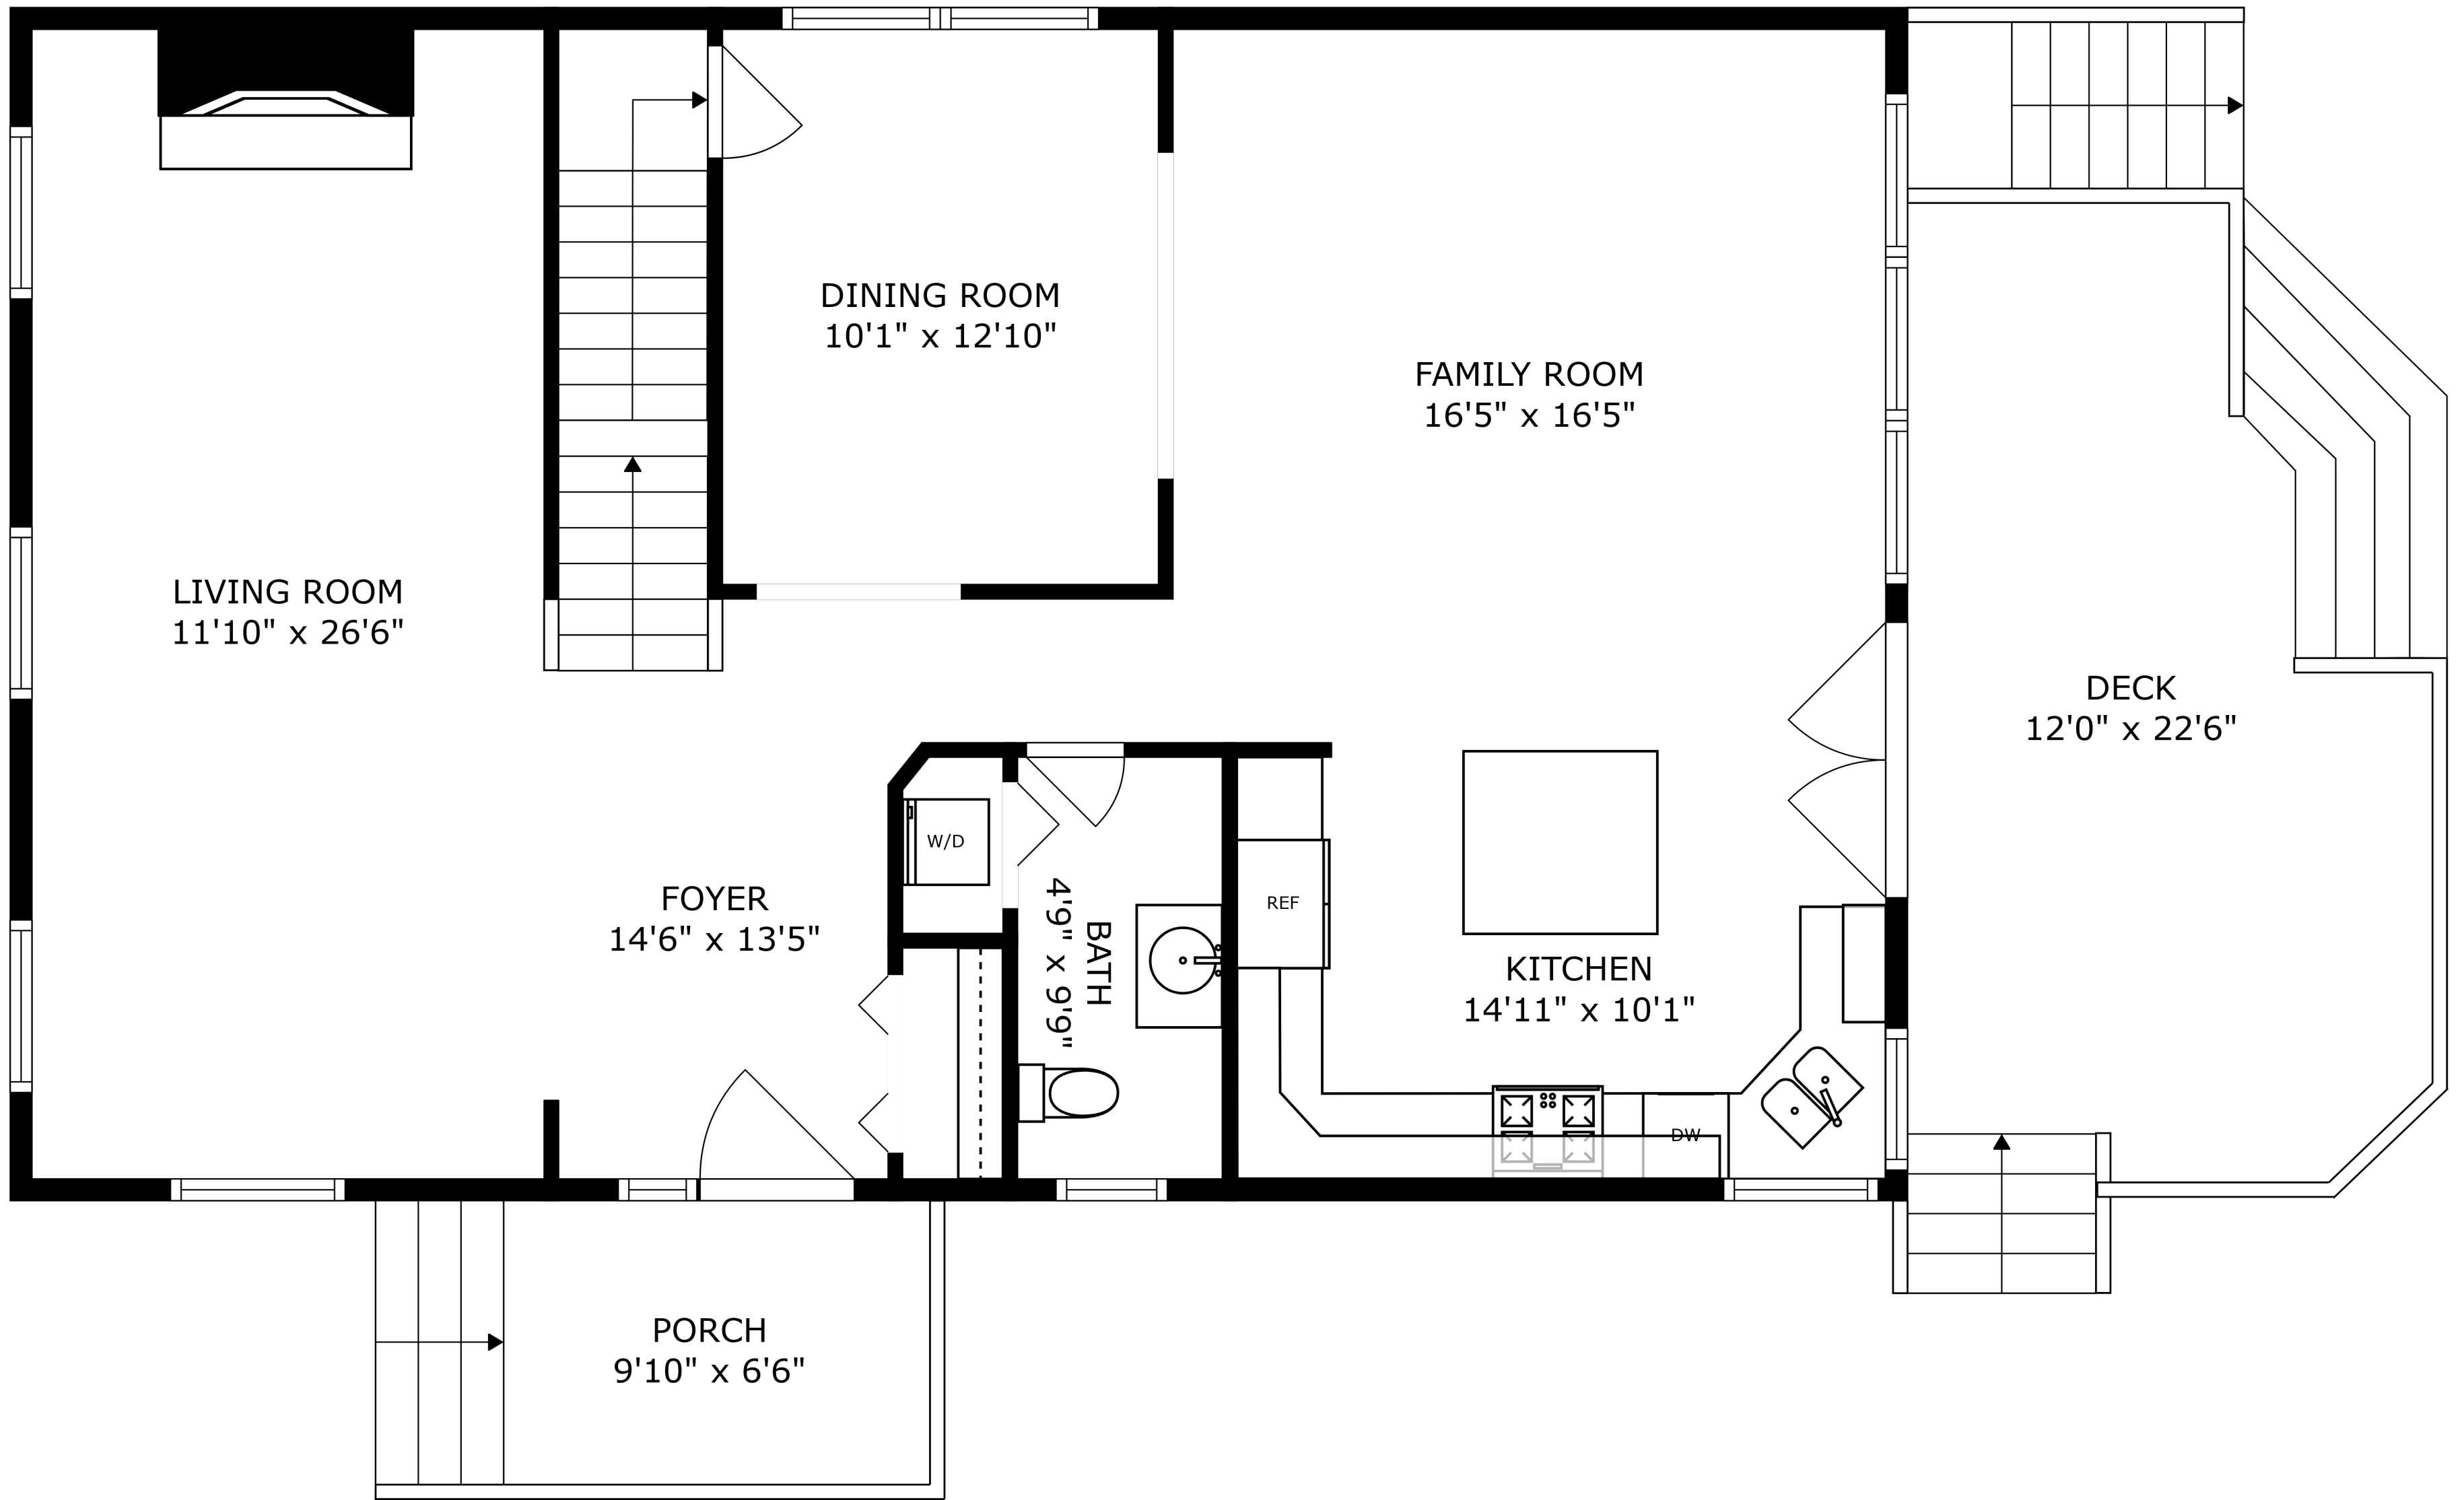 DINING ROOM
10'1" x 12'10"
FAMILY ROOM
16'5" x 16'5"
LIVING ROOM
11'10" x 26'6"
DECK
12'0" x 22'6"
W/D
FOYER
14'6" x 13'5"
BATH
4'9" x 9'9"
REF
KITCHEN
14'11" x 10'1"
DW
PORCH
9'10" x 6'6"